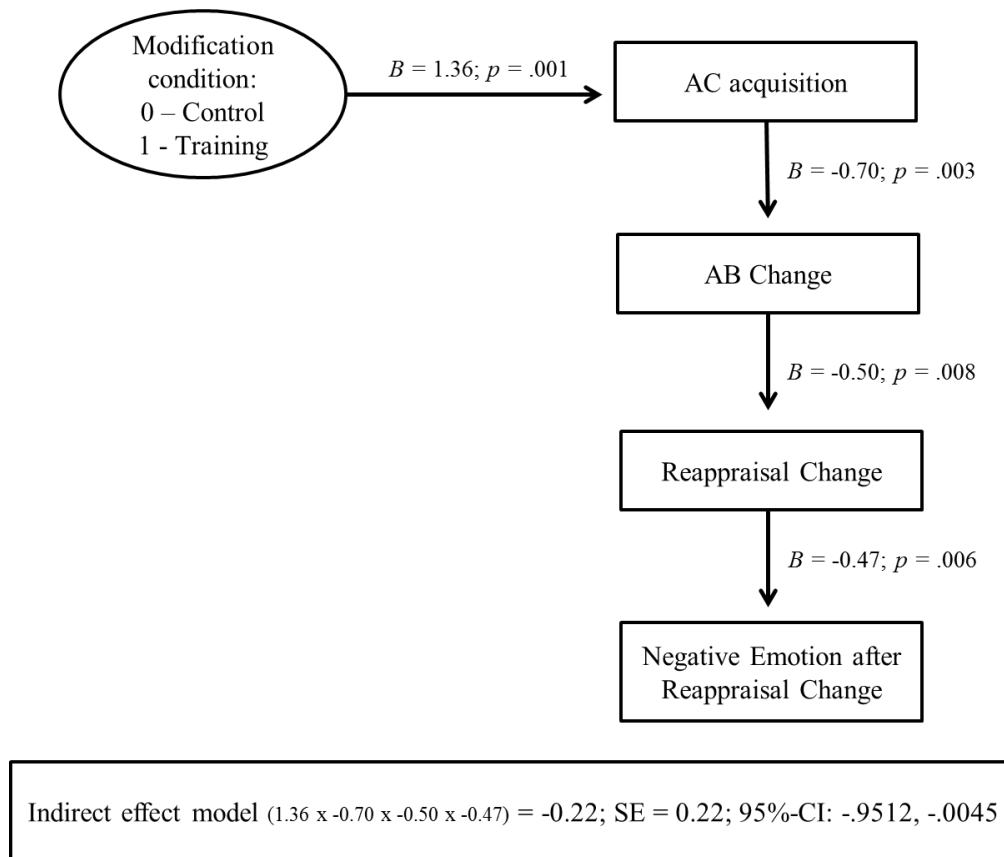 Modification
condition:
0 – Control
1 - Training
B = 1.36; p = .001
AC acquisition
B = -0.70; p = .003
AB Change
B = -0.50; p = .008
Reappraisal Change
B = -0.47; p = .006
Negative Emotion after
Reappraisal Change
Indirect effect model (1.36 x -0.70 x -0.50 x -0.47) = -0.22; SE = 0.22; 95%-CI: -.9512, -.0045